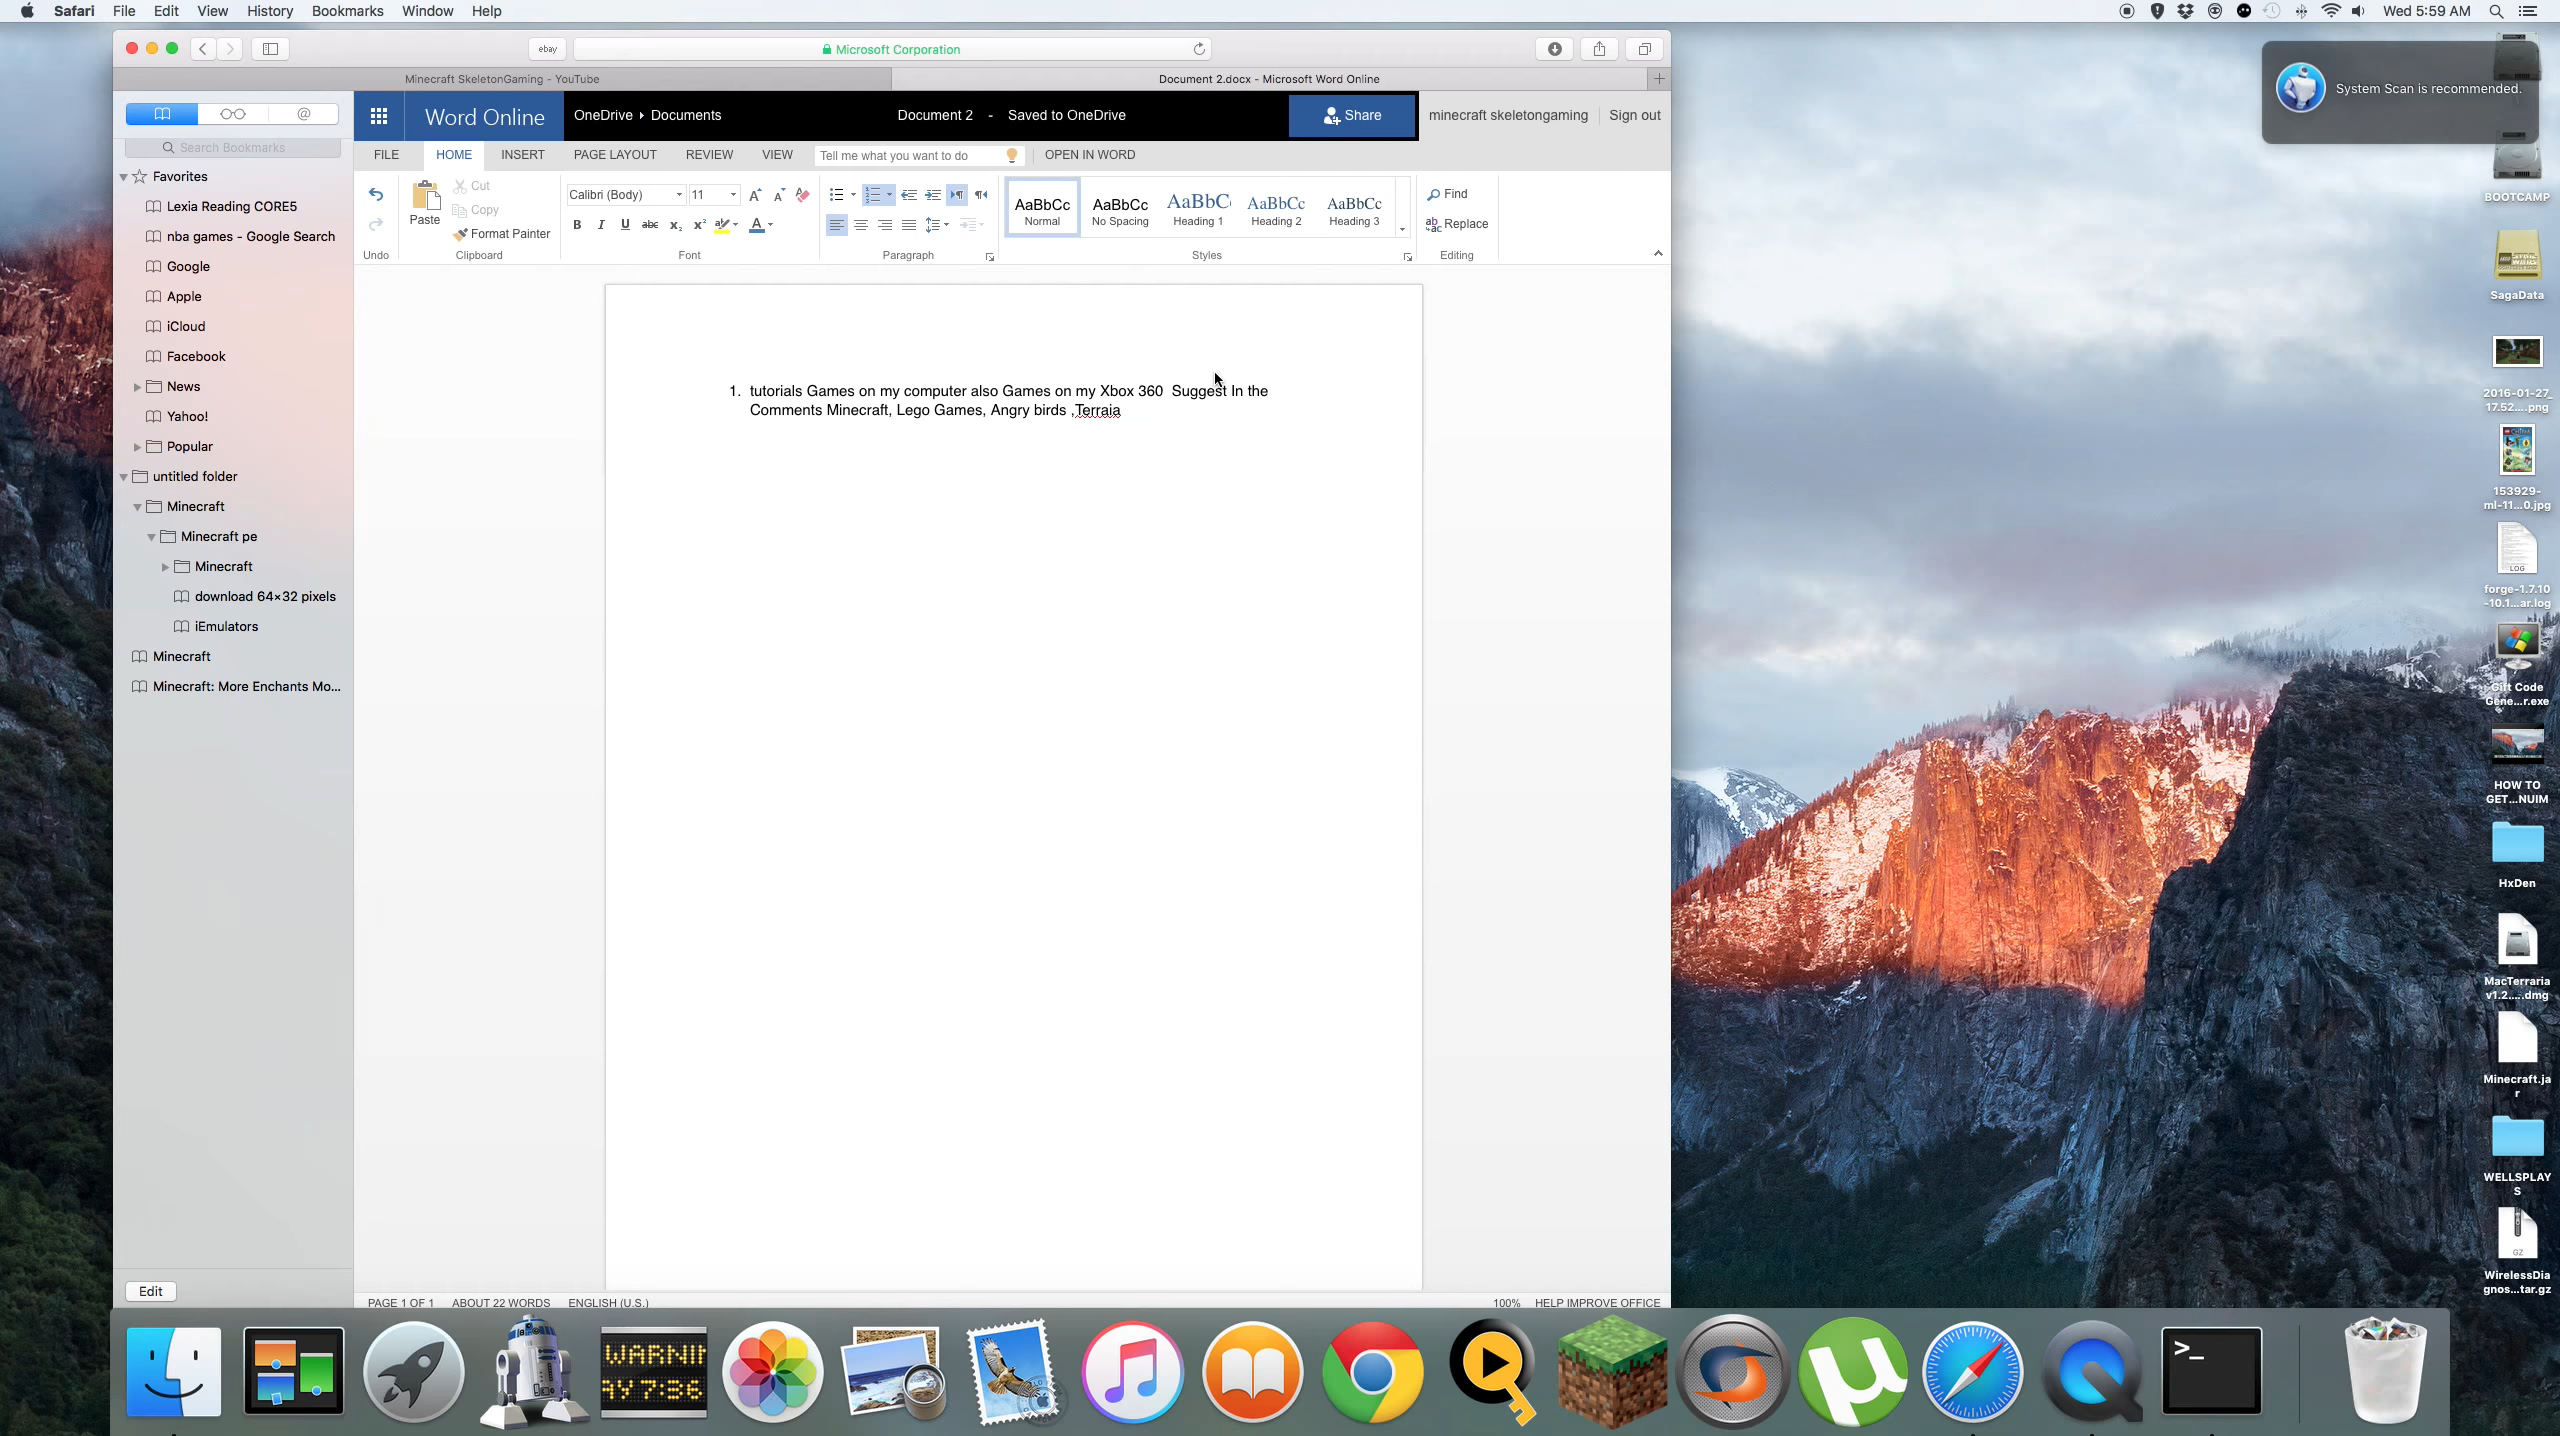 Safari File Edit View History Bookmarks Window Help
Wed 5:59 AM
ebay
Microsoft Corporation
Minecraft SkeletonGaming - YouTube
Document 2.docx - Microsoft Word Online
System Scan is recommended.
Search Bookmarks
Favorites
Lexia Reading CORE5
nba games - Google Search
Google
Apple
iCloud
Facebook
News
Yahoo!
Popular
untitled folder
Minecraft
Minecraft pe
Minecraft
download 64×32 pixels
iEmulators
Minecraft
Minecraft: More Enchants Mo...
Edit
Word Online
OneDrive Documents
Document 2 - Saved to OneDrive
Share
minecraft skeletongaming
Sign out
FILE HOME INSERT PAGE LAYOUT REVIEW VIEW
Tell me what you want to do
OPEN IN WORD
Undo
Paste
Cut
Copy
Format Painter
Clipboard
Calibri (Body) 11
B I U abc x₂ x²
Font
Paragraph
AaBbCc AaBbCc AaBbC AaBbCc AaBbCc
Normal No Spacing Heading 1 Heading 2 Heading 3
Styles
Find
Replace
Editing
1. tutorials Games on my computer also Games on my Xbox 360 Suggest In the
Comments Minecraft, Lego Games, Angry birds ,Terraia
PAGE 1 OF 1 ABOUT 22 WORDS ENGLISH (U.S.)
100% HELP IMPROVE OFFICE
BOOTCAMP
SagaData
2016-01-27_
17.52....png
153929-
ml-11...0.jpg
LOG
forge-1.7.10
-10.1...ar.log
Gift Code
Gene...r.exe
HOW TO
GET...NUIM
HxDen
MacTerraria
v1.2.....dmg
Minecraft.ja
r
WELLSPLAY
S
GZ
WirelessDia
gnos...tar.gz
WARNIN
AY 7:36
>_